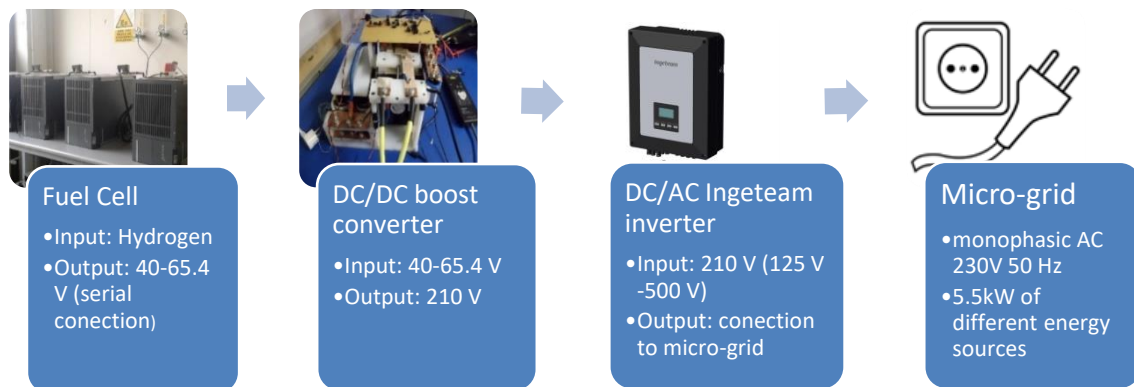 Ingeteam
Fuel Cell
•Input: Hydrogen
•Output: 40-65.4
V (serial
conection)
DC/DC boost
converter
•Input: 40-65.4 V
•Output: 210 V
DC/AC Ingeteam
inverter
•Input: 210 V (125 V
-500 V)
•Output: conection
to micro-grid
Micro-grid
•monophasic AC
230V 50 Hz
•5.5kW of
different energy
sources